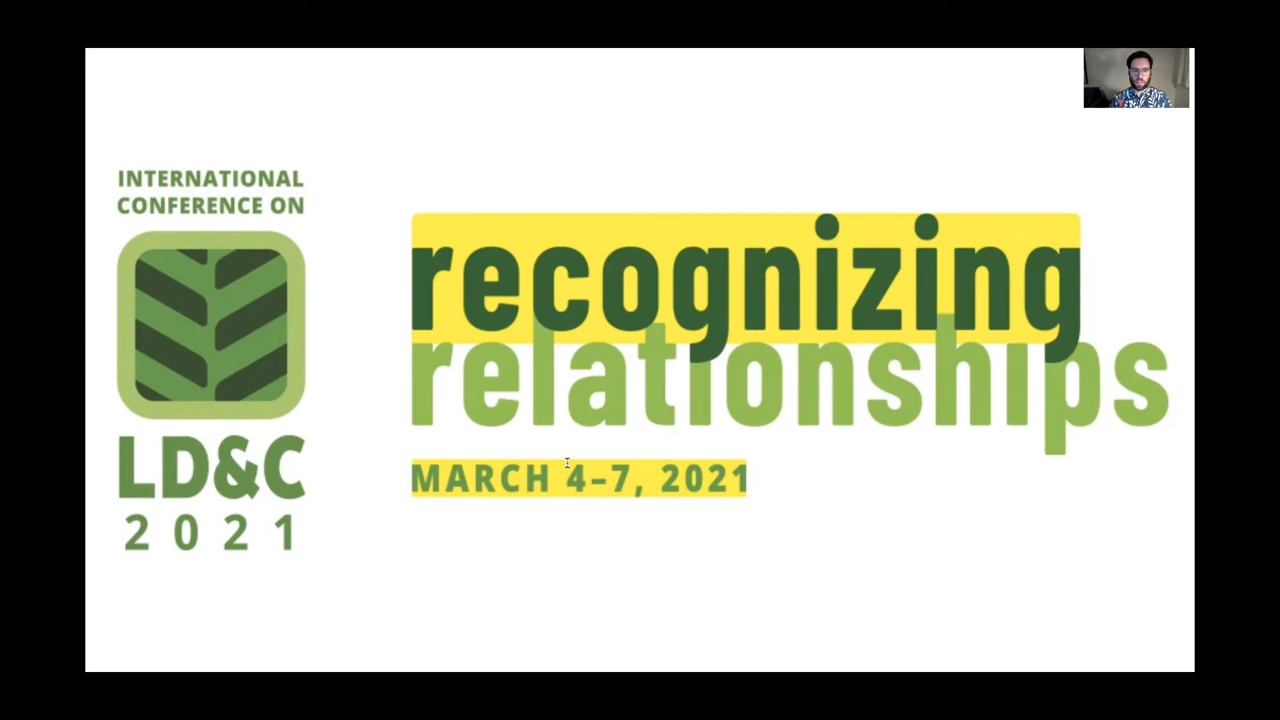 INTERNATIONAL
CONFERENCE ON
LD&C
2021
recognizing
relationships
MARCH 4–7, 2021